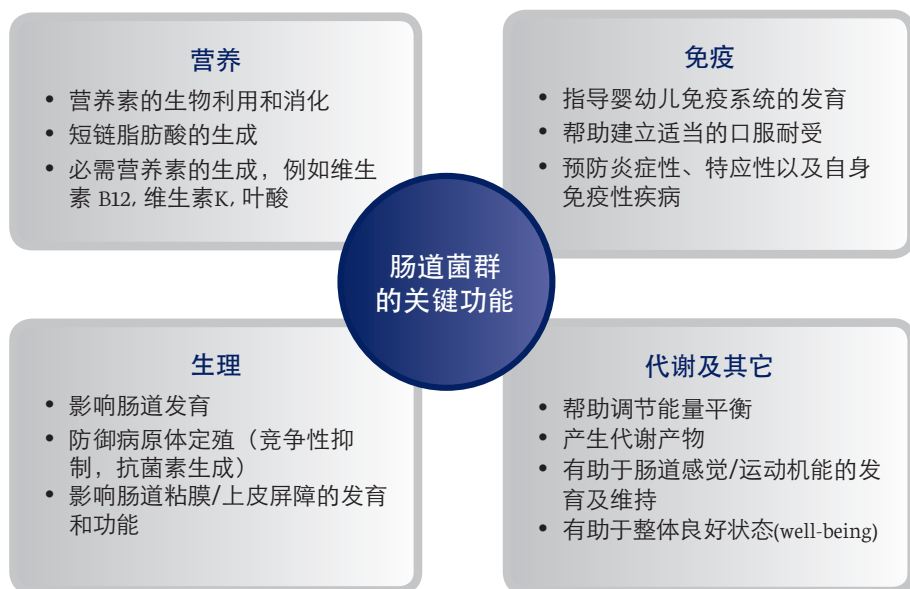 营养
• 营养素的生物利用和消化
• 短链脂肪酸的生成
• 必需营养素的生成，例如维生
素 B12, 维生素K, 叶酸
免疫
• 指导婴幼儿免疫系统的发育
• 帮助建立适当的口服耐受
• 预防炎症性、特应性以及自身
免疫性疾病
肠道菌群
的关键功能
生理
• 影响肠道发育
• 防御病原体定殖（竞争性抑
制，抗菌素生成）
• 影响肠道粘膜/上皮屏障的发育
和功能
代谢及其它
• 帮助调节能量平衡
• 产生代谢产物
• 有助于肠道感觉/运动机能的发
育及维持
• 有助于整体良好状态(well-being)